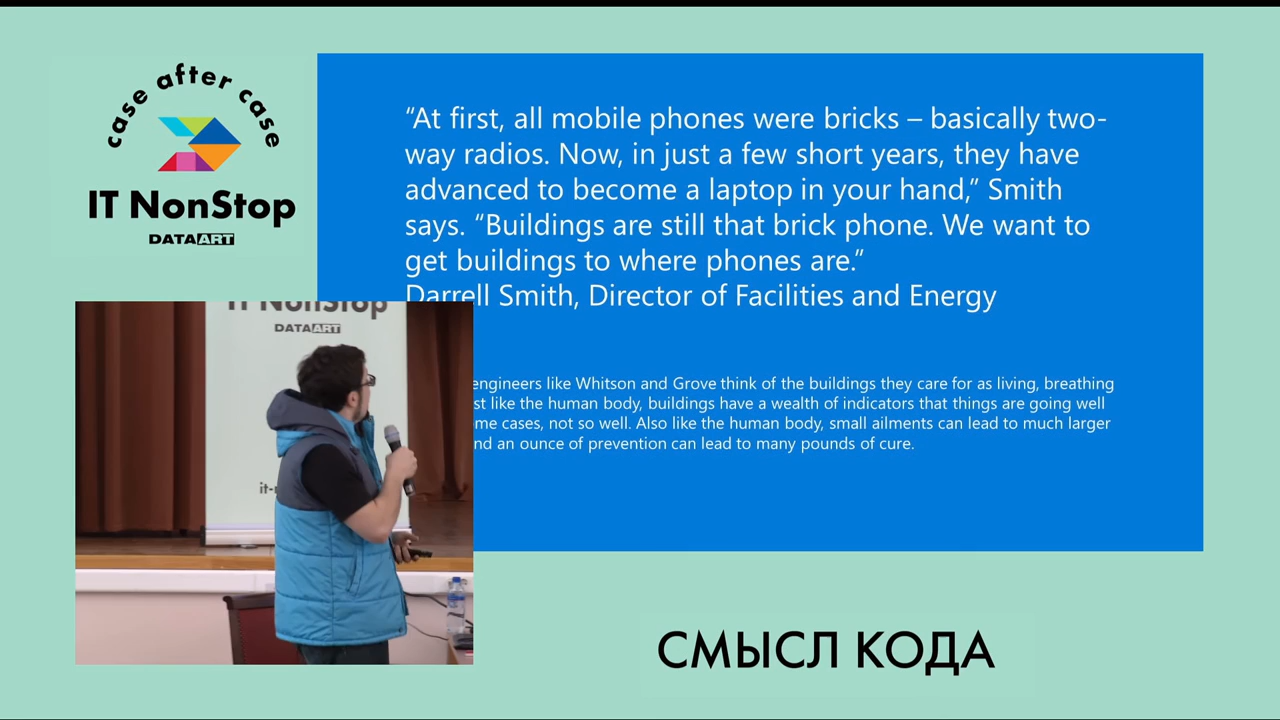 case after case
IT NonStop
DATAART
“At first, all mobile phones were bricks – basically two-
way radios. Now, in just a few short years, they have
advanced to become a laptop in your hand,” Smith
says. “Buildings are still that brick phone. We want to
get buildings to where phones are.”
Darrell Smith, Director of Facilities and Energy
engineers like Whitson and Grove think of the buildings they care for as living, breathing
like the human body, buildings have a wealth of indicators that things are going well
cases, not so well. Also like the human body, small ailments can lead to much larger
an ounce of prevention can lead to many pounds of cure.
IT NonStop
DATAART
СМЫСЛ КОДА